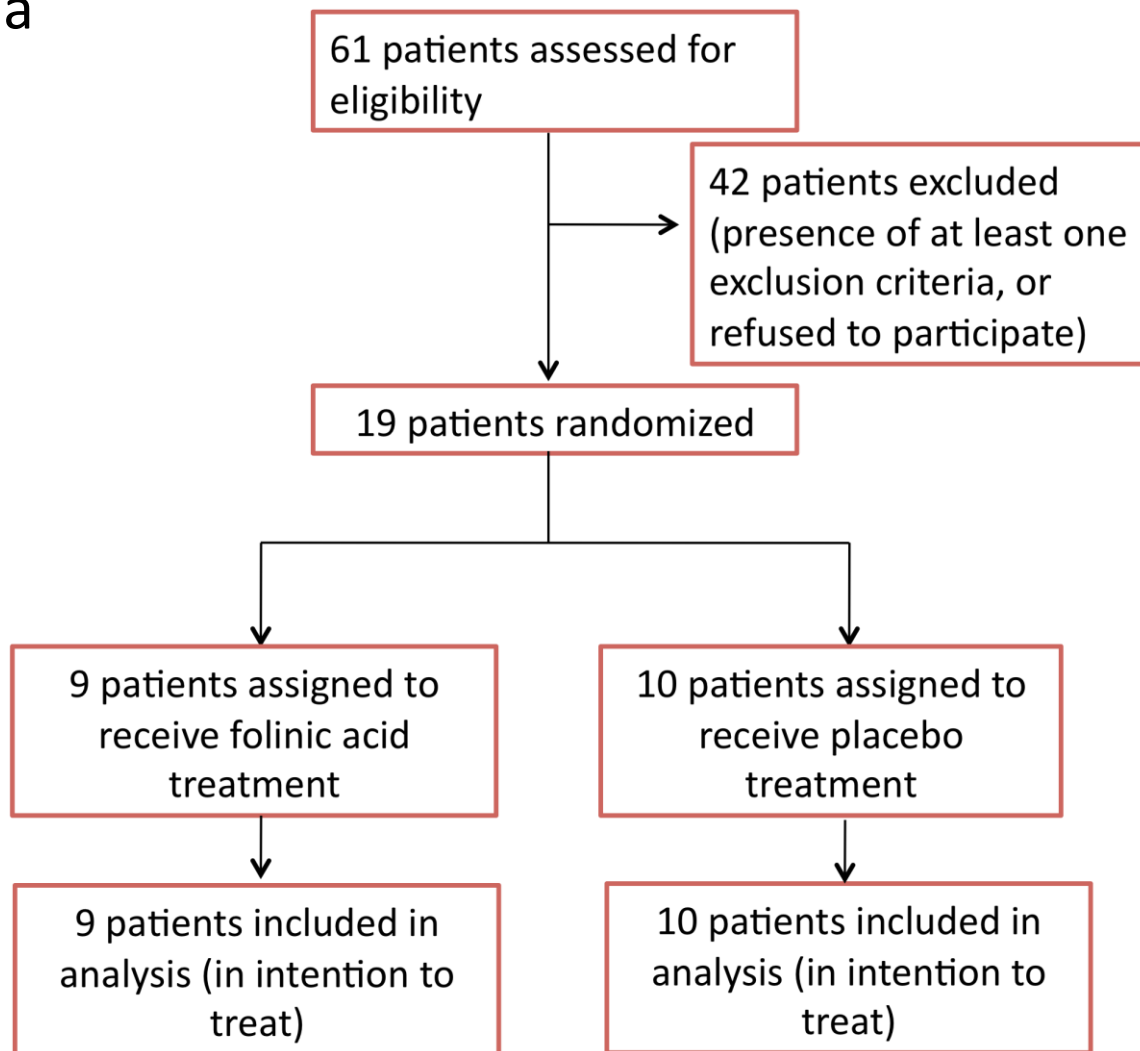 a
61 patients assessed for
eligibility
42 patients excluded
(presence of at least one
exclusion criteria, or
refused to participate)
19 patients randomized
9 patients assigned to
receive folinic acid
treatment
10 patients assigned to
receive placebo
treatment
9 patients included in
analysis (in intention to
treat)
10 patients included in
analysis (in intention to
treat)